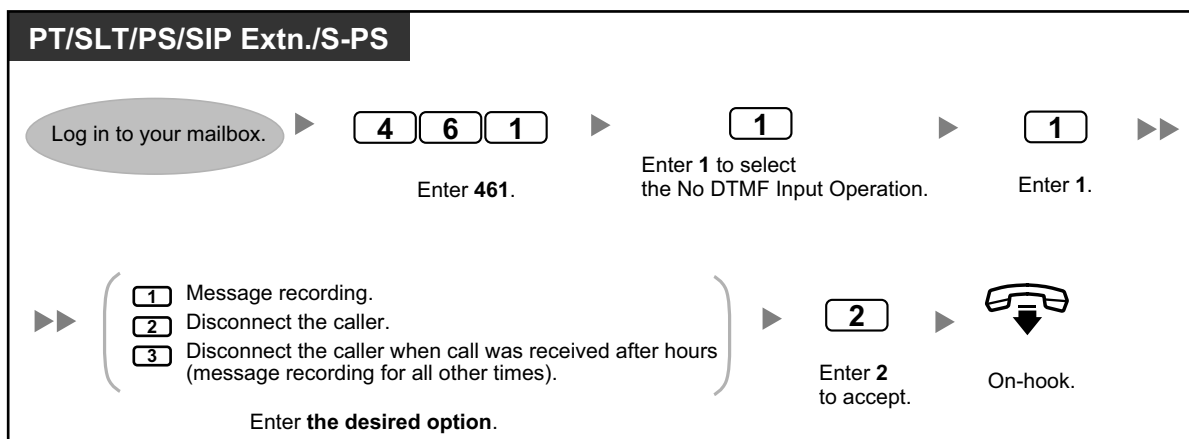 PT/SLT/PS/SIP Extn./S-PS
Log in to your mailbox.
4 6 1
Enter 461.
1
Enter 1 to select
the No DTMF Input Operation.
1
Enter 1.
1 Message recording.
2 Disconnect the caller.
3 Disconnect the caller when call was received after hours
(message recording for all other times).
Enter the desired option.
2
Enter 2
to accept.
On-hook.